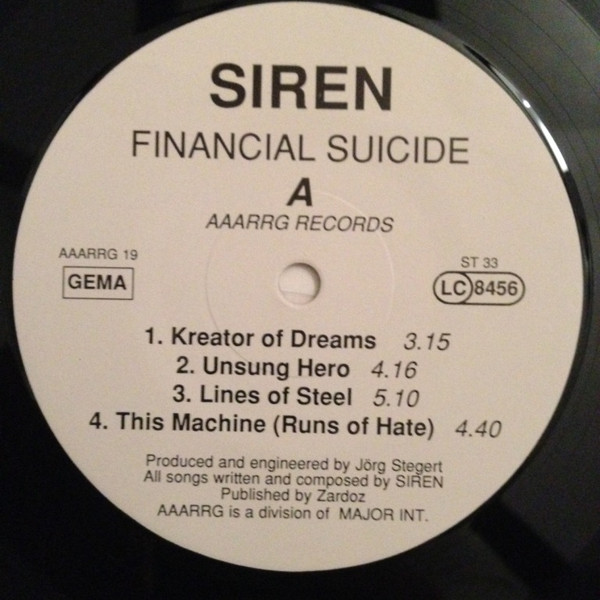 SIREN
FINANCIAL SUICIDE
A
AAARRG RECORDS
AAARRG 19
GEMA
ST 33
LC 8456
1. Kreator of Dreams 3.15
2. Unsung Hero 4.16
3. Lines of Steel 5.10
4. This Machine (Runs of Hate) 4.40
Produced and engineered by Jörg Stegert
All songs written and composed by SIREN
Published by Zardoz
AAARRG is a division of MAJOR INT.